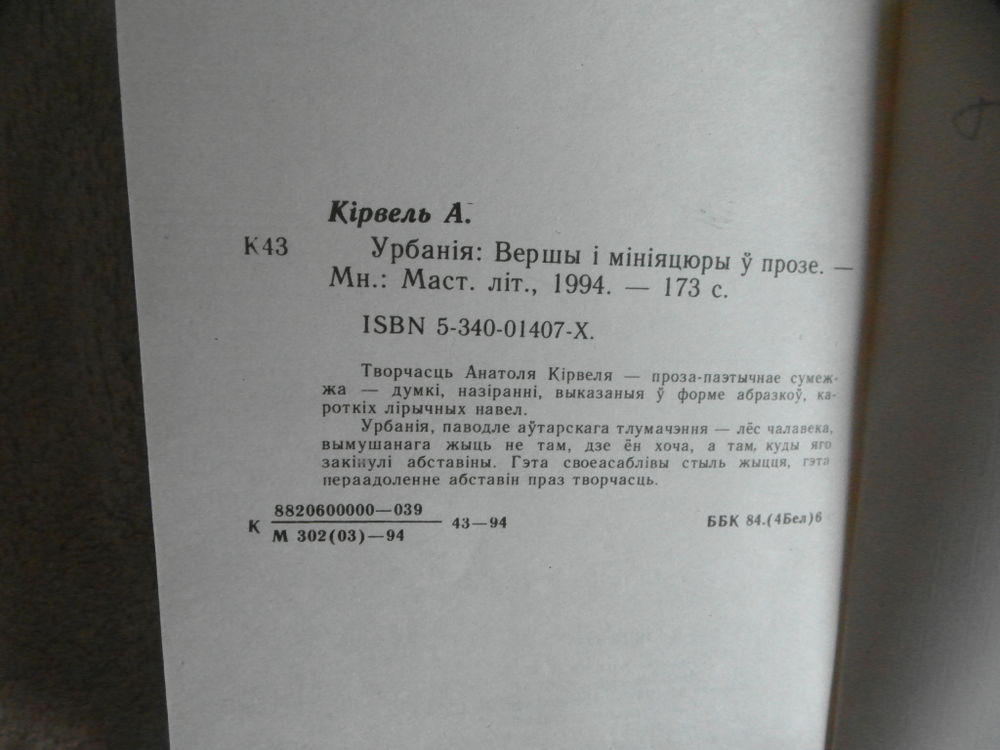 Кірвель А.
К43 Урбанія: Вершы і мініяцюры ў прозе. —
Мн.: Маст. літ., 1994. — 173 с.
ISBN 5-340-01407-X.
Творчасць Анатоля Кірвеля — проза-паэтычнае сумеж-
жа — думкі, назіранні, выказаныя ў форме абразкоў, ка-
роткіх лірычных навел.
Урбанія, паводле аўтарскага тлумачэння — лёс чалавека,
вымушанага жыць не там, дзе ён хоча, а там, куды яго
закінулі абставіны. Гэта своеасаблівы стыль жыцця, гэта
пераадоленне абставін праз творчасць.
К 8820600000—039 43—94 ББК 84.(4Бел)6
М 302(03)—94